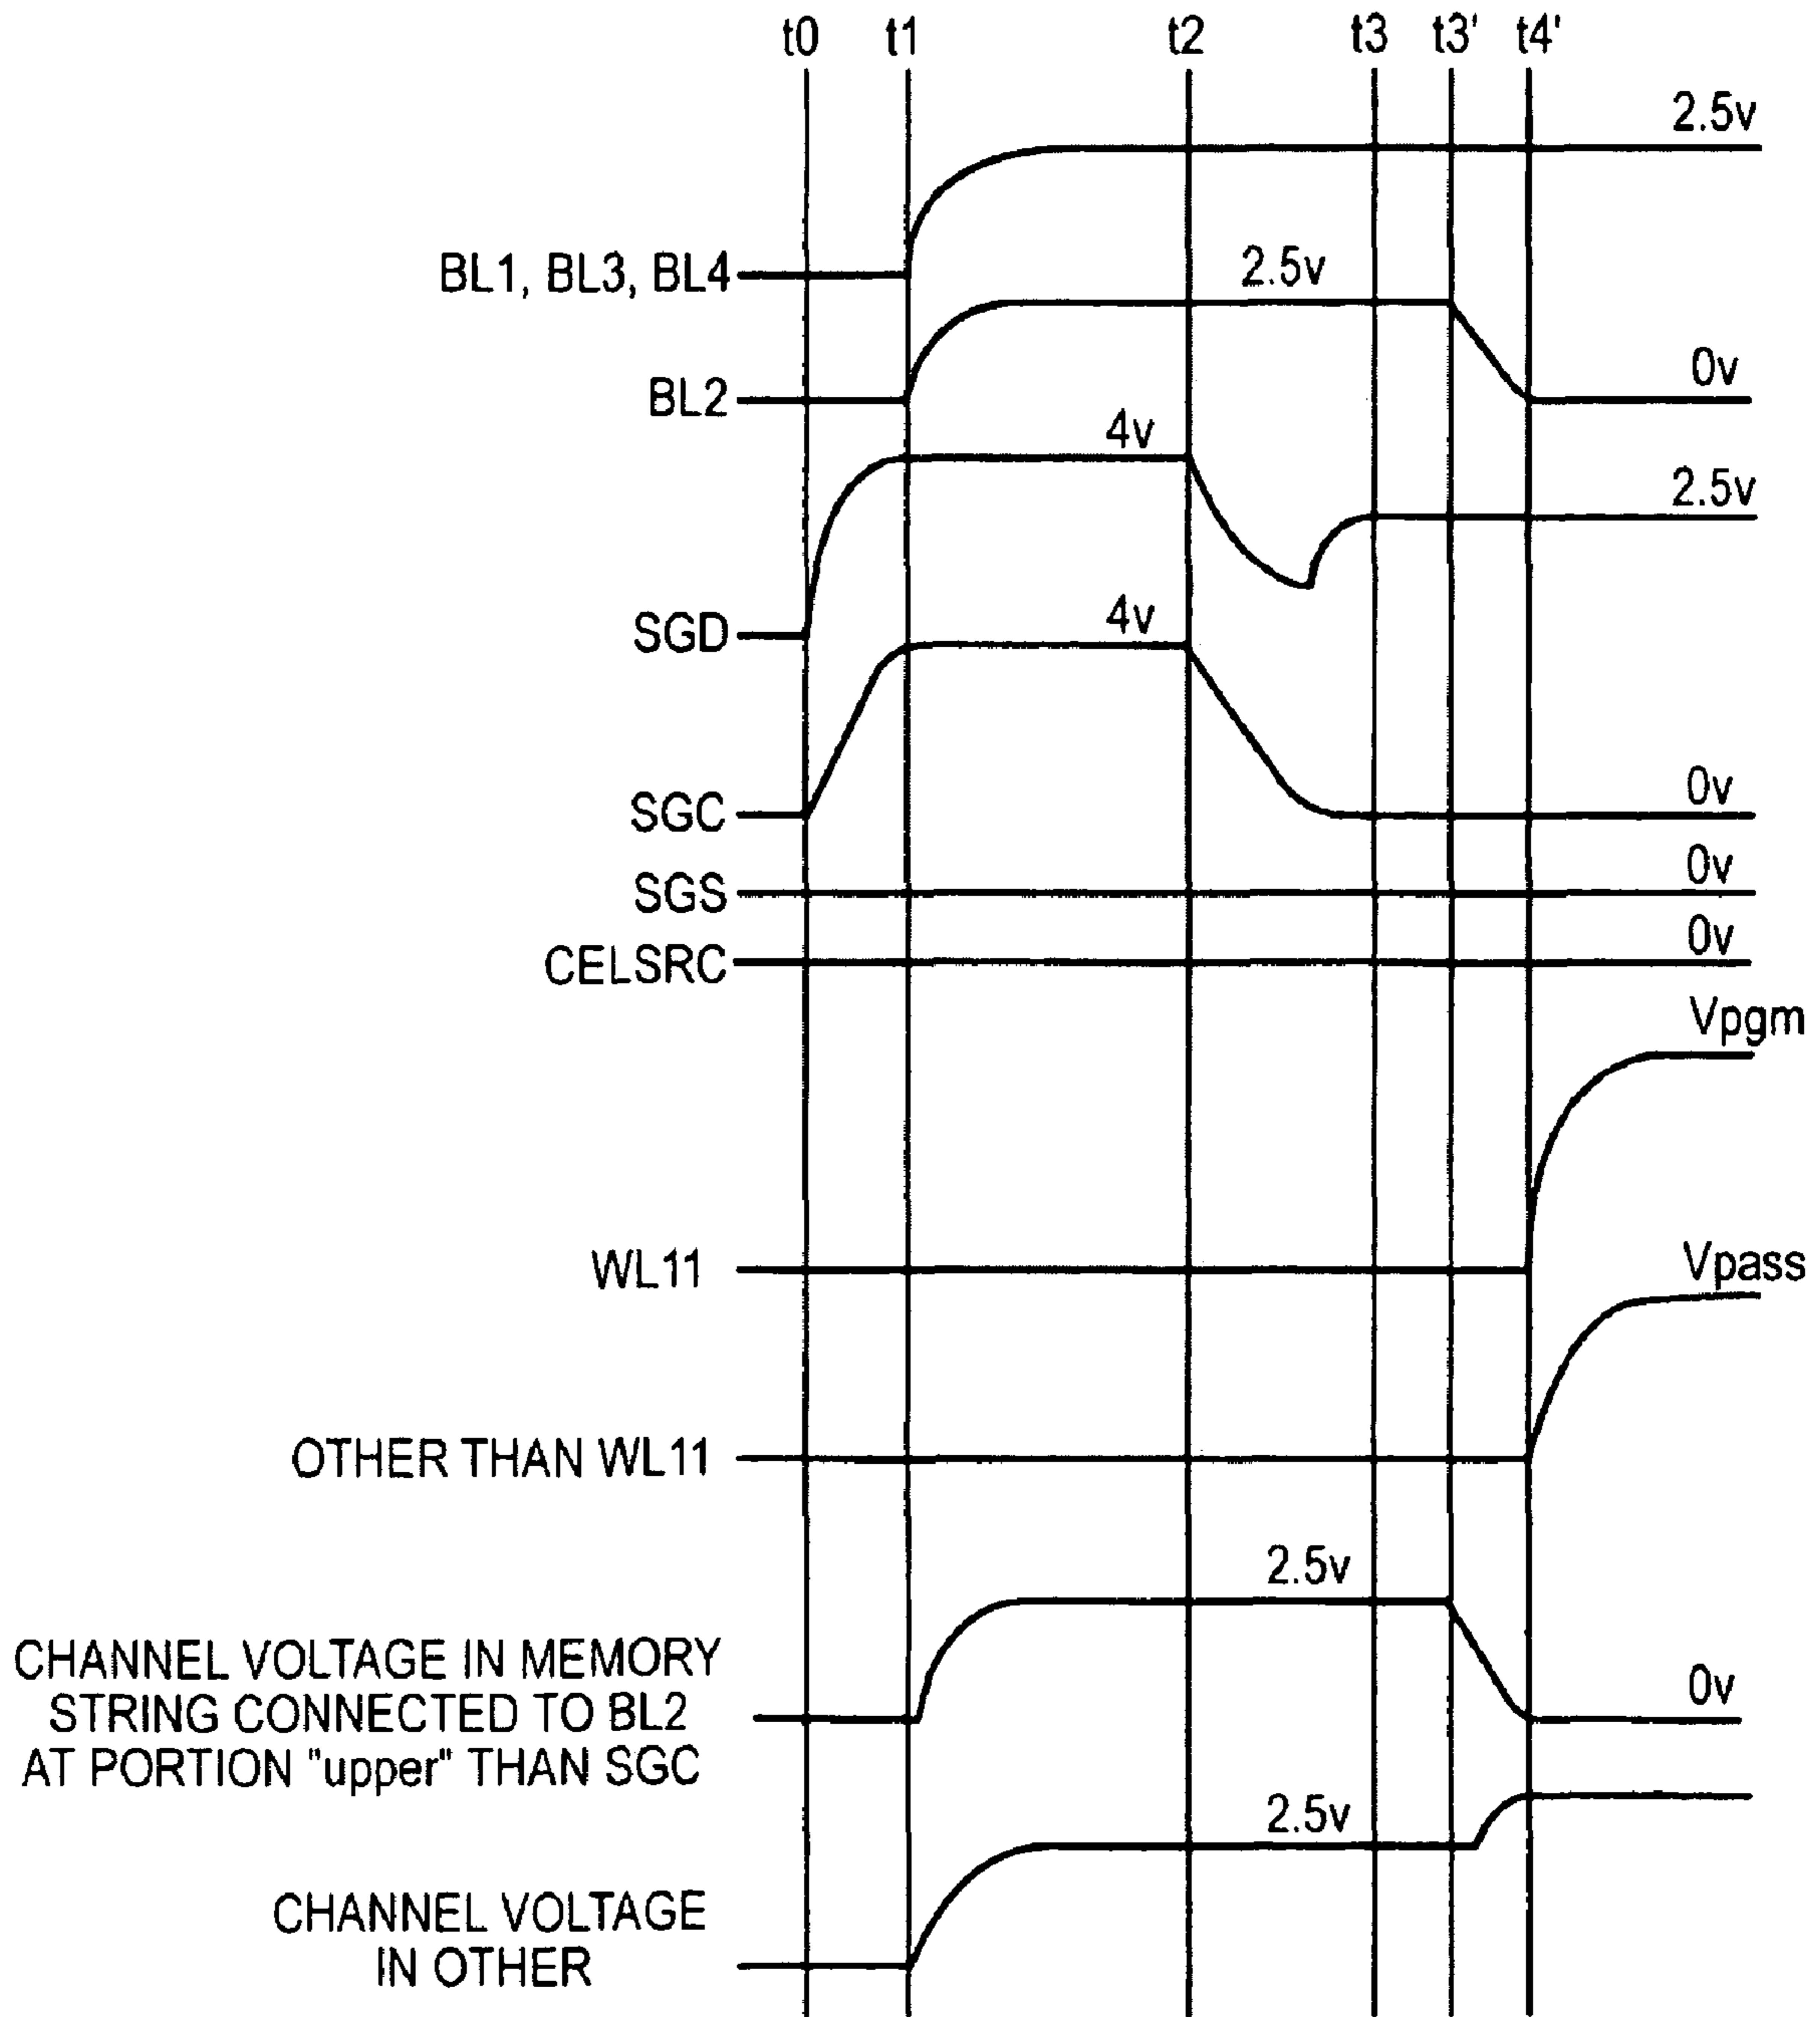 t0 t1 t2 t3 t3' t4'
2.5v
BL1, BL3, BL4
2.5v
0v
BL2
4v
2.5v
SGD
4v
SGC
0v
SGS
0v
CELSRC
0v
Vpgm
WL11
Vpass
OTHER THAN WL11
2.5v
CHANNEL VOLTAGE IN MEMORY
STRING CONNECTED TO BL2
AT PORTION "upper" THAN SGC
0v
2.5v
CHANNEL VOLTAGE
IN OTHER